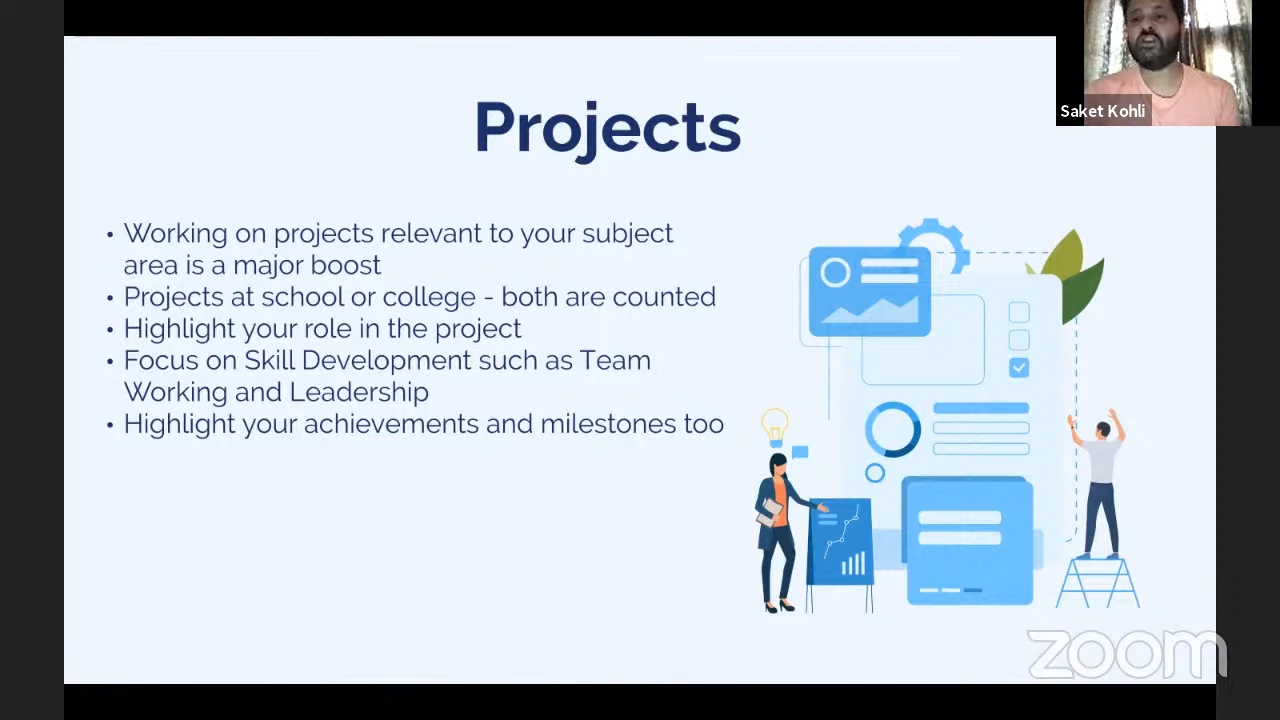 Projects
Saket Kohli
• Working on projects relevant to your subject
area is a major boost
• Projects at school or college - both are counted
• Highlight your role in the project
• Focus on Skill Development such as Team
Working and Leadership
• Highlight your achievements and milestones too
zoom